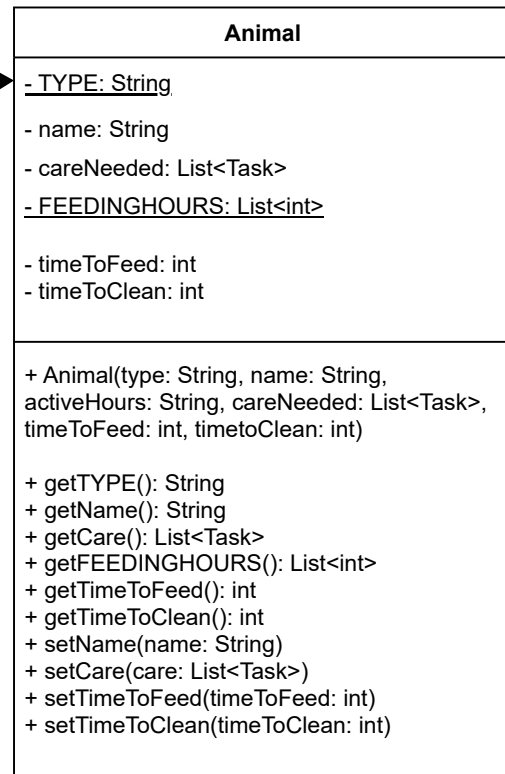 Animal
- TYPE: String
- name: String
- careNeeded: List<Task>
- FEEDINGHOURS: List<int>
- timeToFeed: int
- timeToClean: int
+ Animal(type: String, name: String,
activeHours: String, careNeeded: List<Task>,
timeToFeed: int, timetoClean: int)
+ getTYPE(): String
+ getName(): String
+ getCare(): List<Task>
+ getFEEDINGHOURS(): List<int>
+ getTimeToFeed(): int
+ getTimeToClean(): int
+ setName(name: String)
+ setCare(care: List<Task>)
+ setTimeToFeed(timeToFeed: int)
+ setTimeToClean(timeToClean: int)